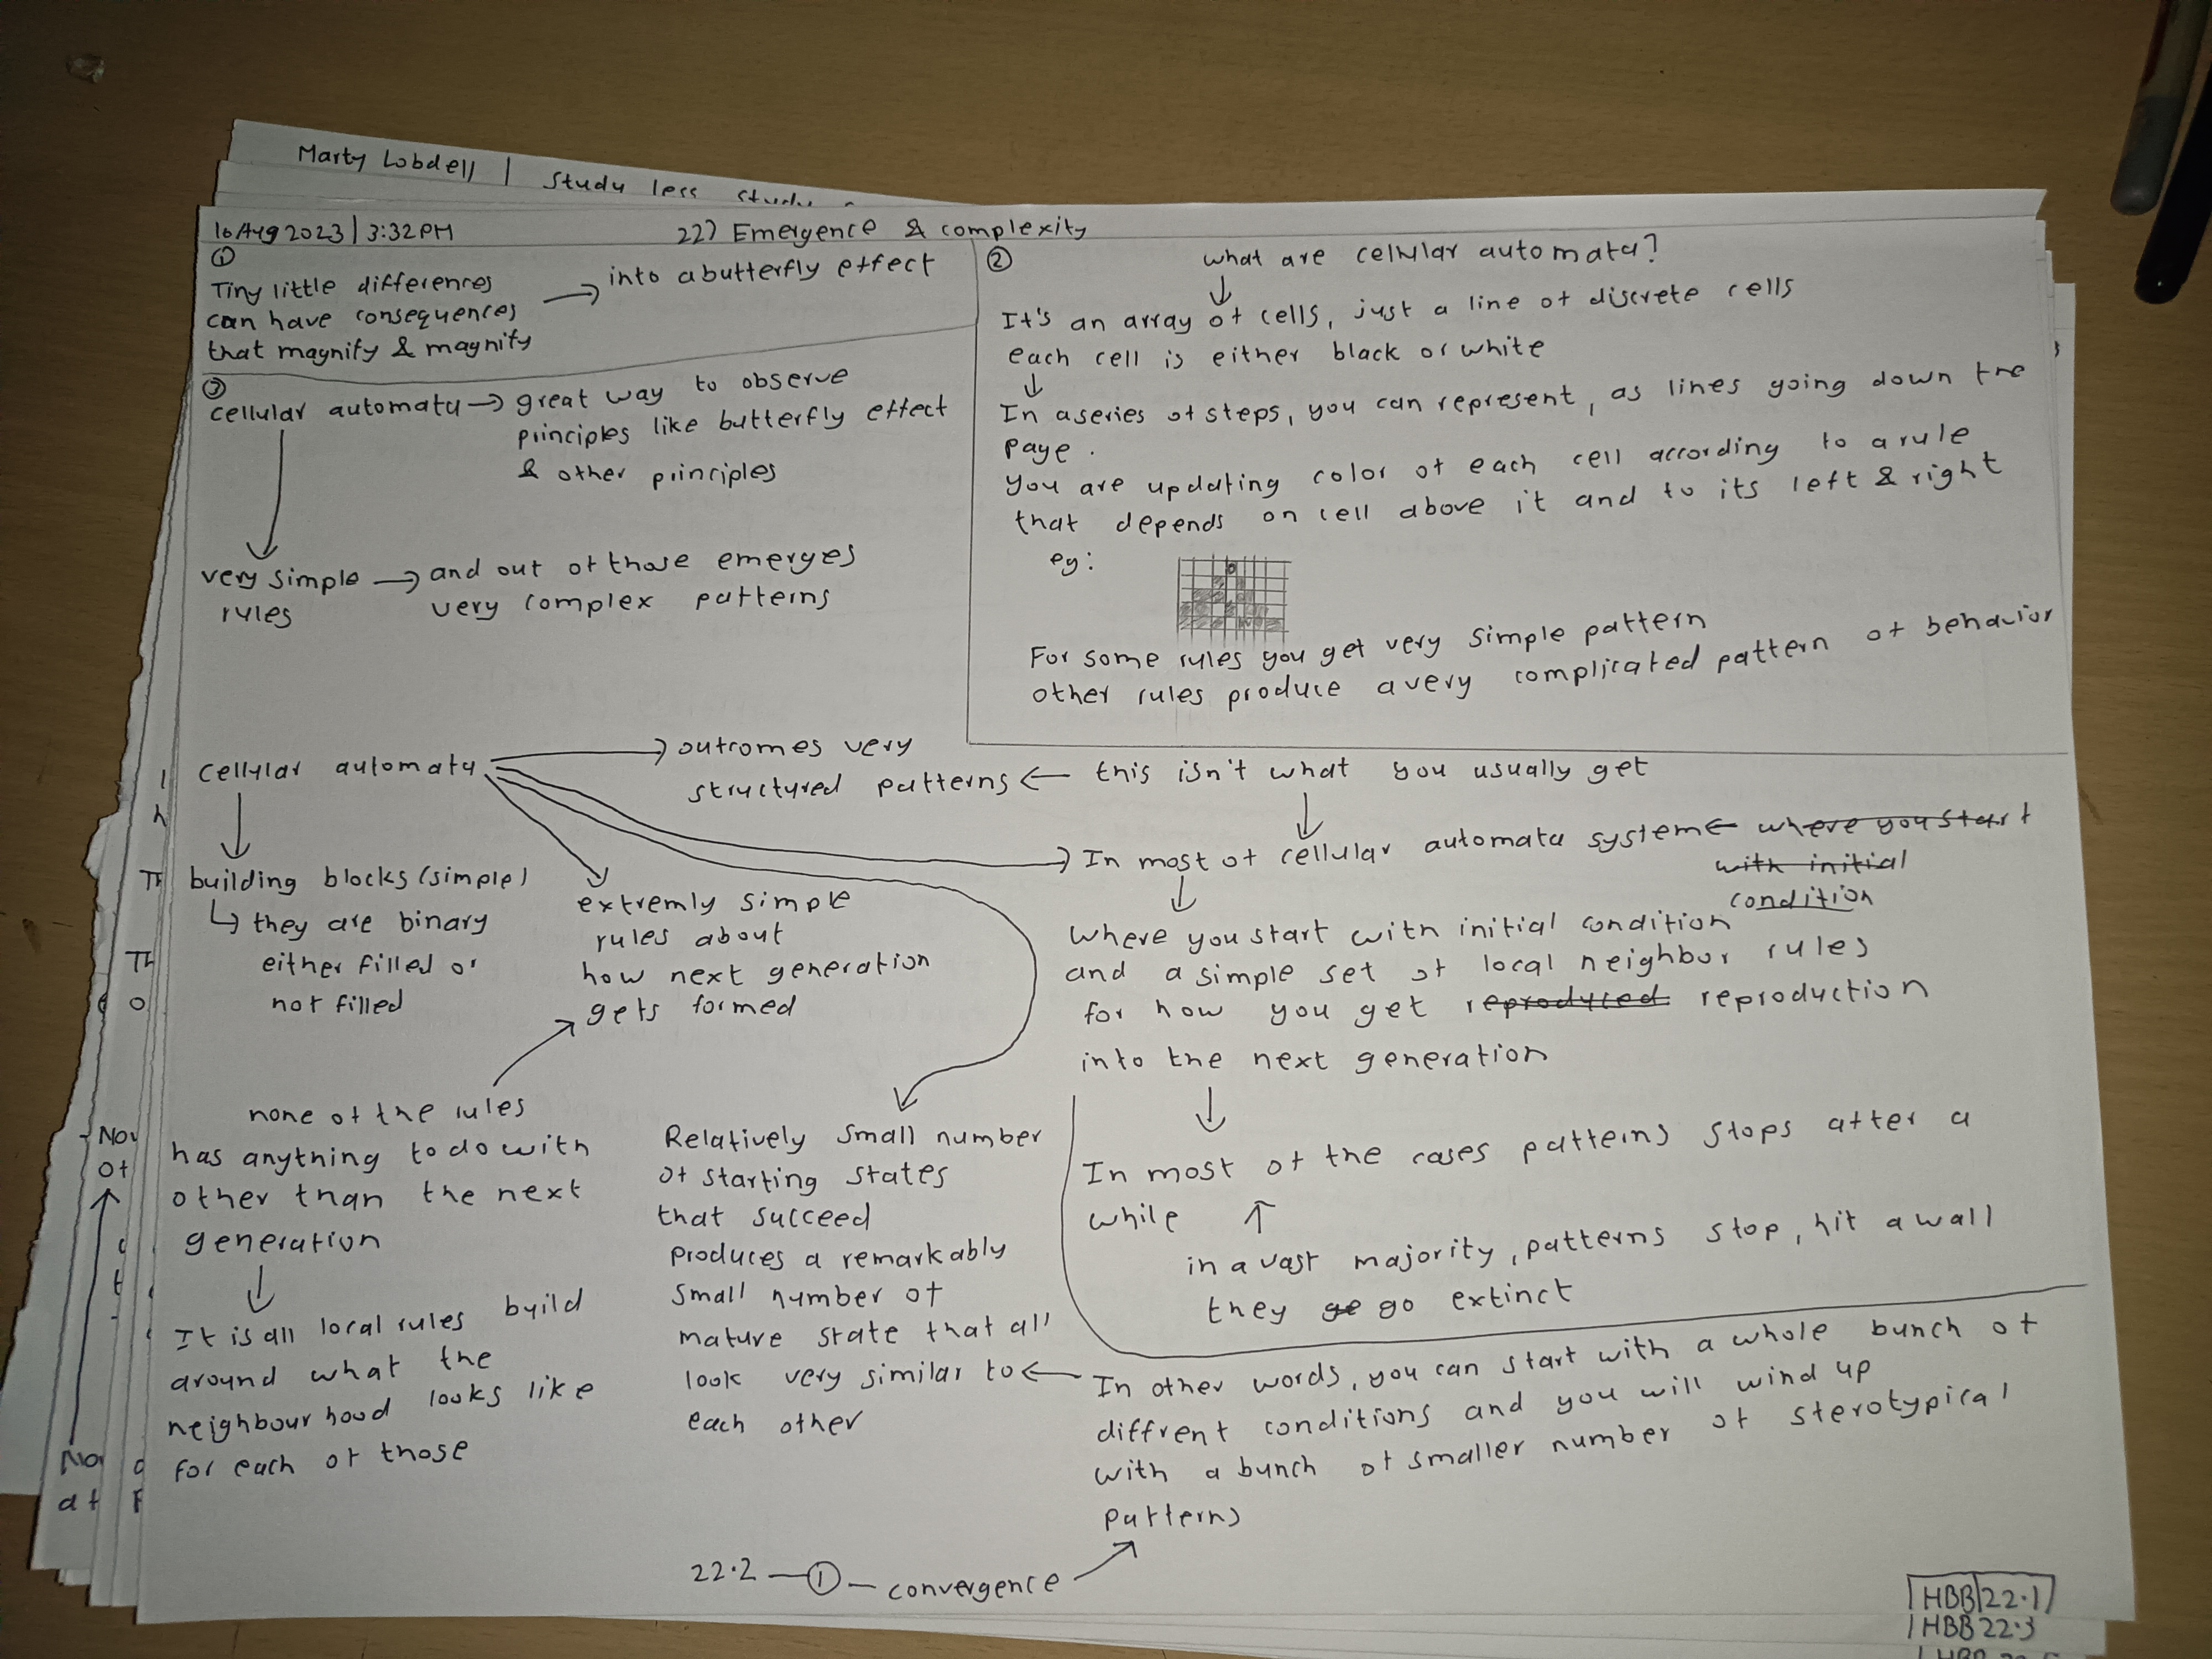 Marty Lobdell | Study less study
10 Aug 2023 | 3:32PM
22) Emergence & complexity
①
Tiny little differences
can have consequences
that magnify & magnify
→ into a butterfly effect
②
what are cellular automata?
↓
It's an array of cells, just a line of discrete cells
each cell is either black or white
↓
In a series of steps, you can represent, as lines going down the
page.
You are updating color of each cell according to a rule
that depends on cell above it and to its left & right
eg:
For some rules you get very simple pattern
other rules produce a very complicated pattern of behavior
③
cellular automata → great way to observe
principles like butterfly effect
& other principles
very simple → and out of those emerges
rules very complex patterns
cellular automata → outcomes very
structured patterns ← this isn't what you usually get
building blocks (simple)
↳ they are binary
either filled or
not filled
extremly simple
rules about
how next generation
gets formed
none of the rules
has anything to do with
other than the next
generation
↓
It is all local rules build
around what the
neighbourhood looks like
for each of those
→ In most of cellular automata system ← where you start
with initial
condition
↓
where you start with initial condition
and a simple set of local neighbor rules
for how you get reproduced reproduction
into the next generation
↓
In most of the cases patterns stops after a
while ↑
in a vast majority, patterns stop, hit a wall
they go go extinct
Relatively small number
of starting states
that succeed
produces a remarkably
small number of
mature state that all
look very similar to ←
each other
In other words, you can start with a whole bunch of
diffrent conditions and you will wind up
with a bunch of smaller number of sterotypical
patterns
22.2 — ① — convergence
HBB 22.1
HBB 22.3
Nov
of
Th
Th
o
at